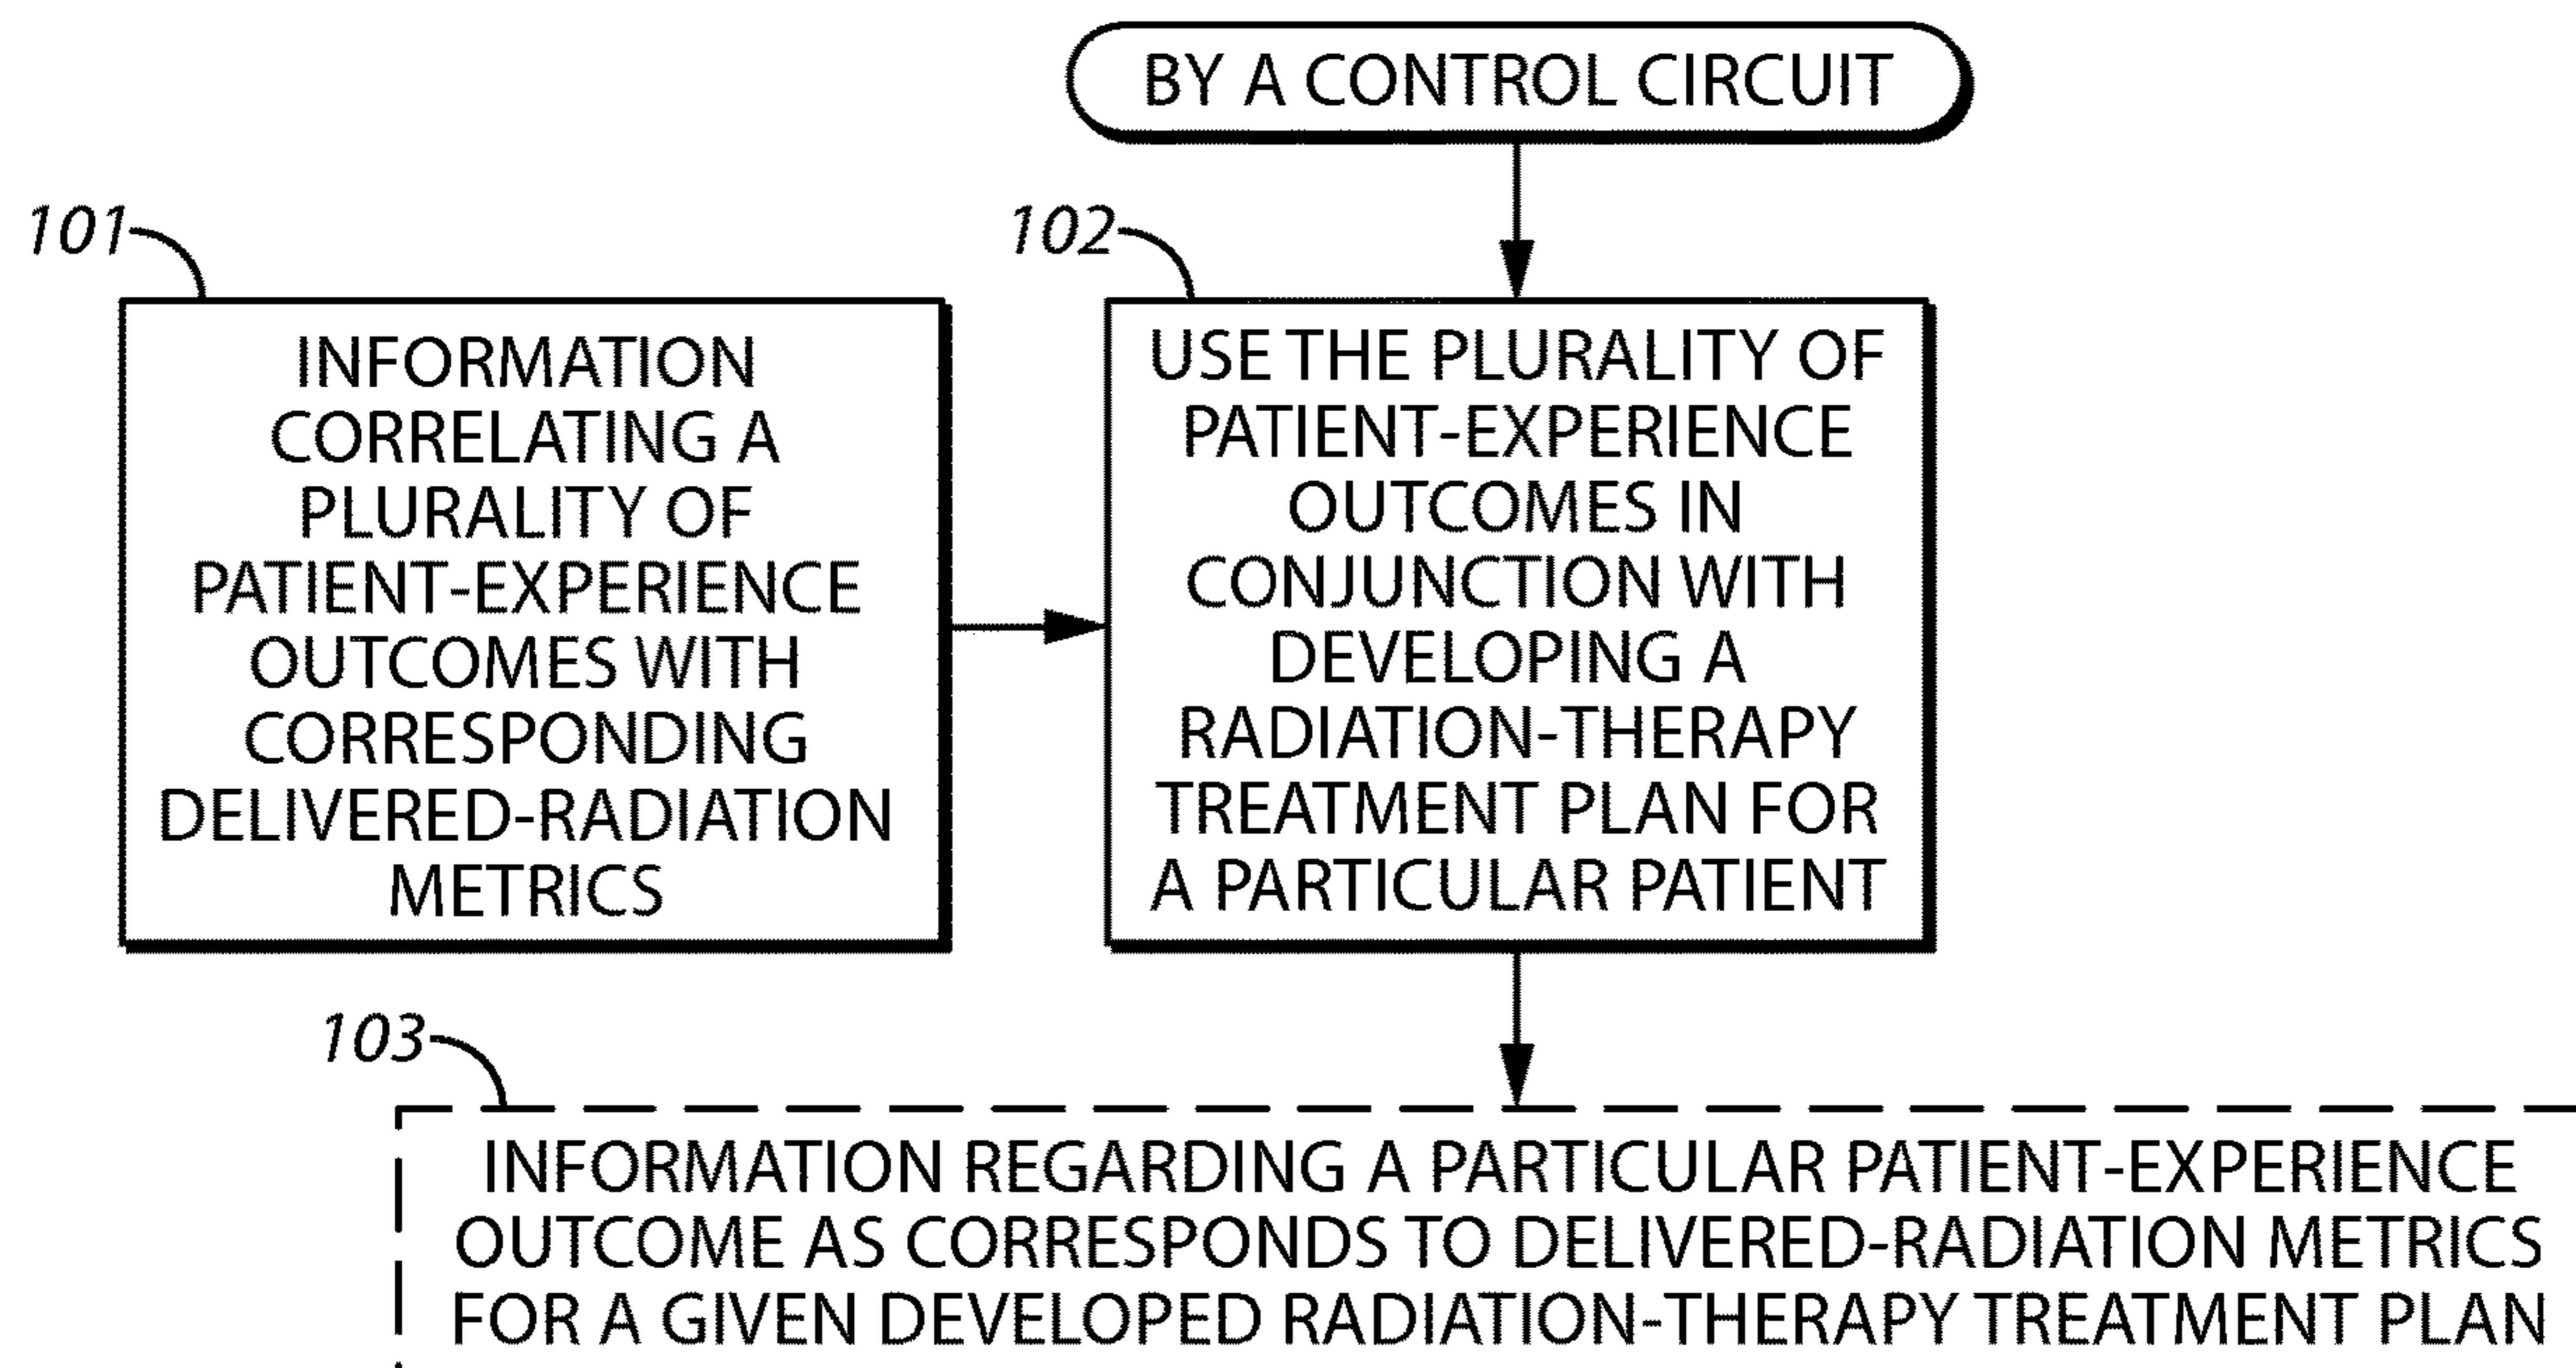 BY A CONTROL CIRCUIT
101
INFORMATION
CORRELATING A
PLURALITY OF
PATIENT-EXPERIENCE
OUTCOMES WITH
CORRESPONDING
DELIVERED-RADIATION
METRICS
102
USE THE PLURALITY OF
PATIENT-EXPERIENCE
OUTCOMES IN
CONJUNCTION WITH
DEVELOPING A
RADIATION-THERAPY
TREATMENT PLAN FOR
A PARTICULAR PATIENT
103
INFORMATION REGARDING A PARTICULAR PATIENT-EXPERIENCE
OUTCOME AS CORRESPONDS TO DELIVERED-RADIATION METRICS
FOR A GIVEN DEVELOPED RADIATION-THERAPY TREATMENT PLAN